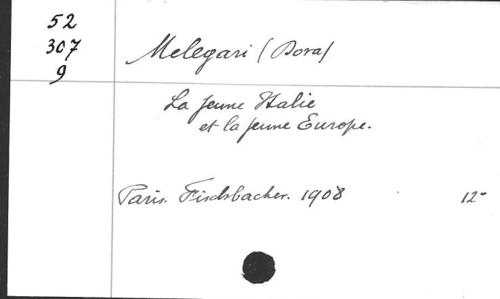 52
307
9
Melegari (Dora)
La Jeune Italie
et la jeune Europe.
Paris. Fischbacher. 1908 12°